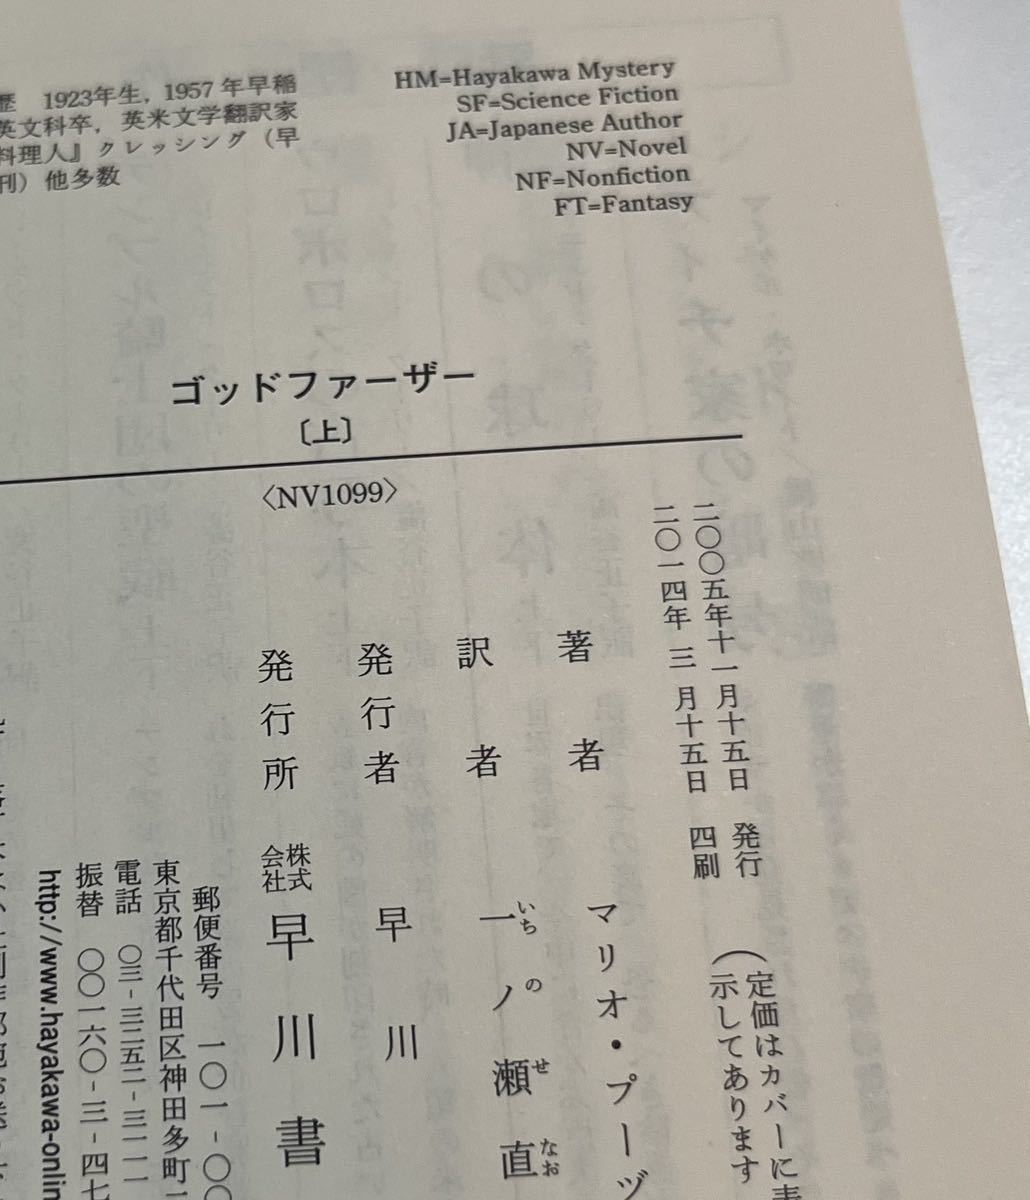 歴 1923年生，1957年早稲
英文科卒，英米文学翻訳家
料理人』クレッシング（早
刊）他多数
HM=Hayakawa Mystery
SF=Science Fiction
JA=Japanese Author
NV=Novel
NF=Nonfiction
FT=Fantasy
ゴッドファーザー
〔上〕
〈NV1099〉
二〇〇五年十一月十五日 発行
二〇一四年 三 月十五日 四刷
（定価はカバーに表
示してあります
著者 マリオ・プーヅ
訳者 一ノ瀬直
いち の せ なお
発行者 早川
発行所 株式会社 早川書
郵便番号 一〇一-〇〇
東京都千代田区神田多町
電話 〇三-三二五二-三一一
振替 〇〇一六〇-三-四七
http://www.hayakawa-onlin